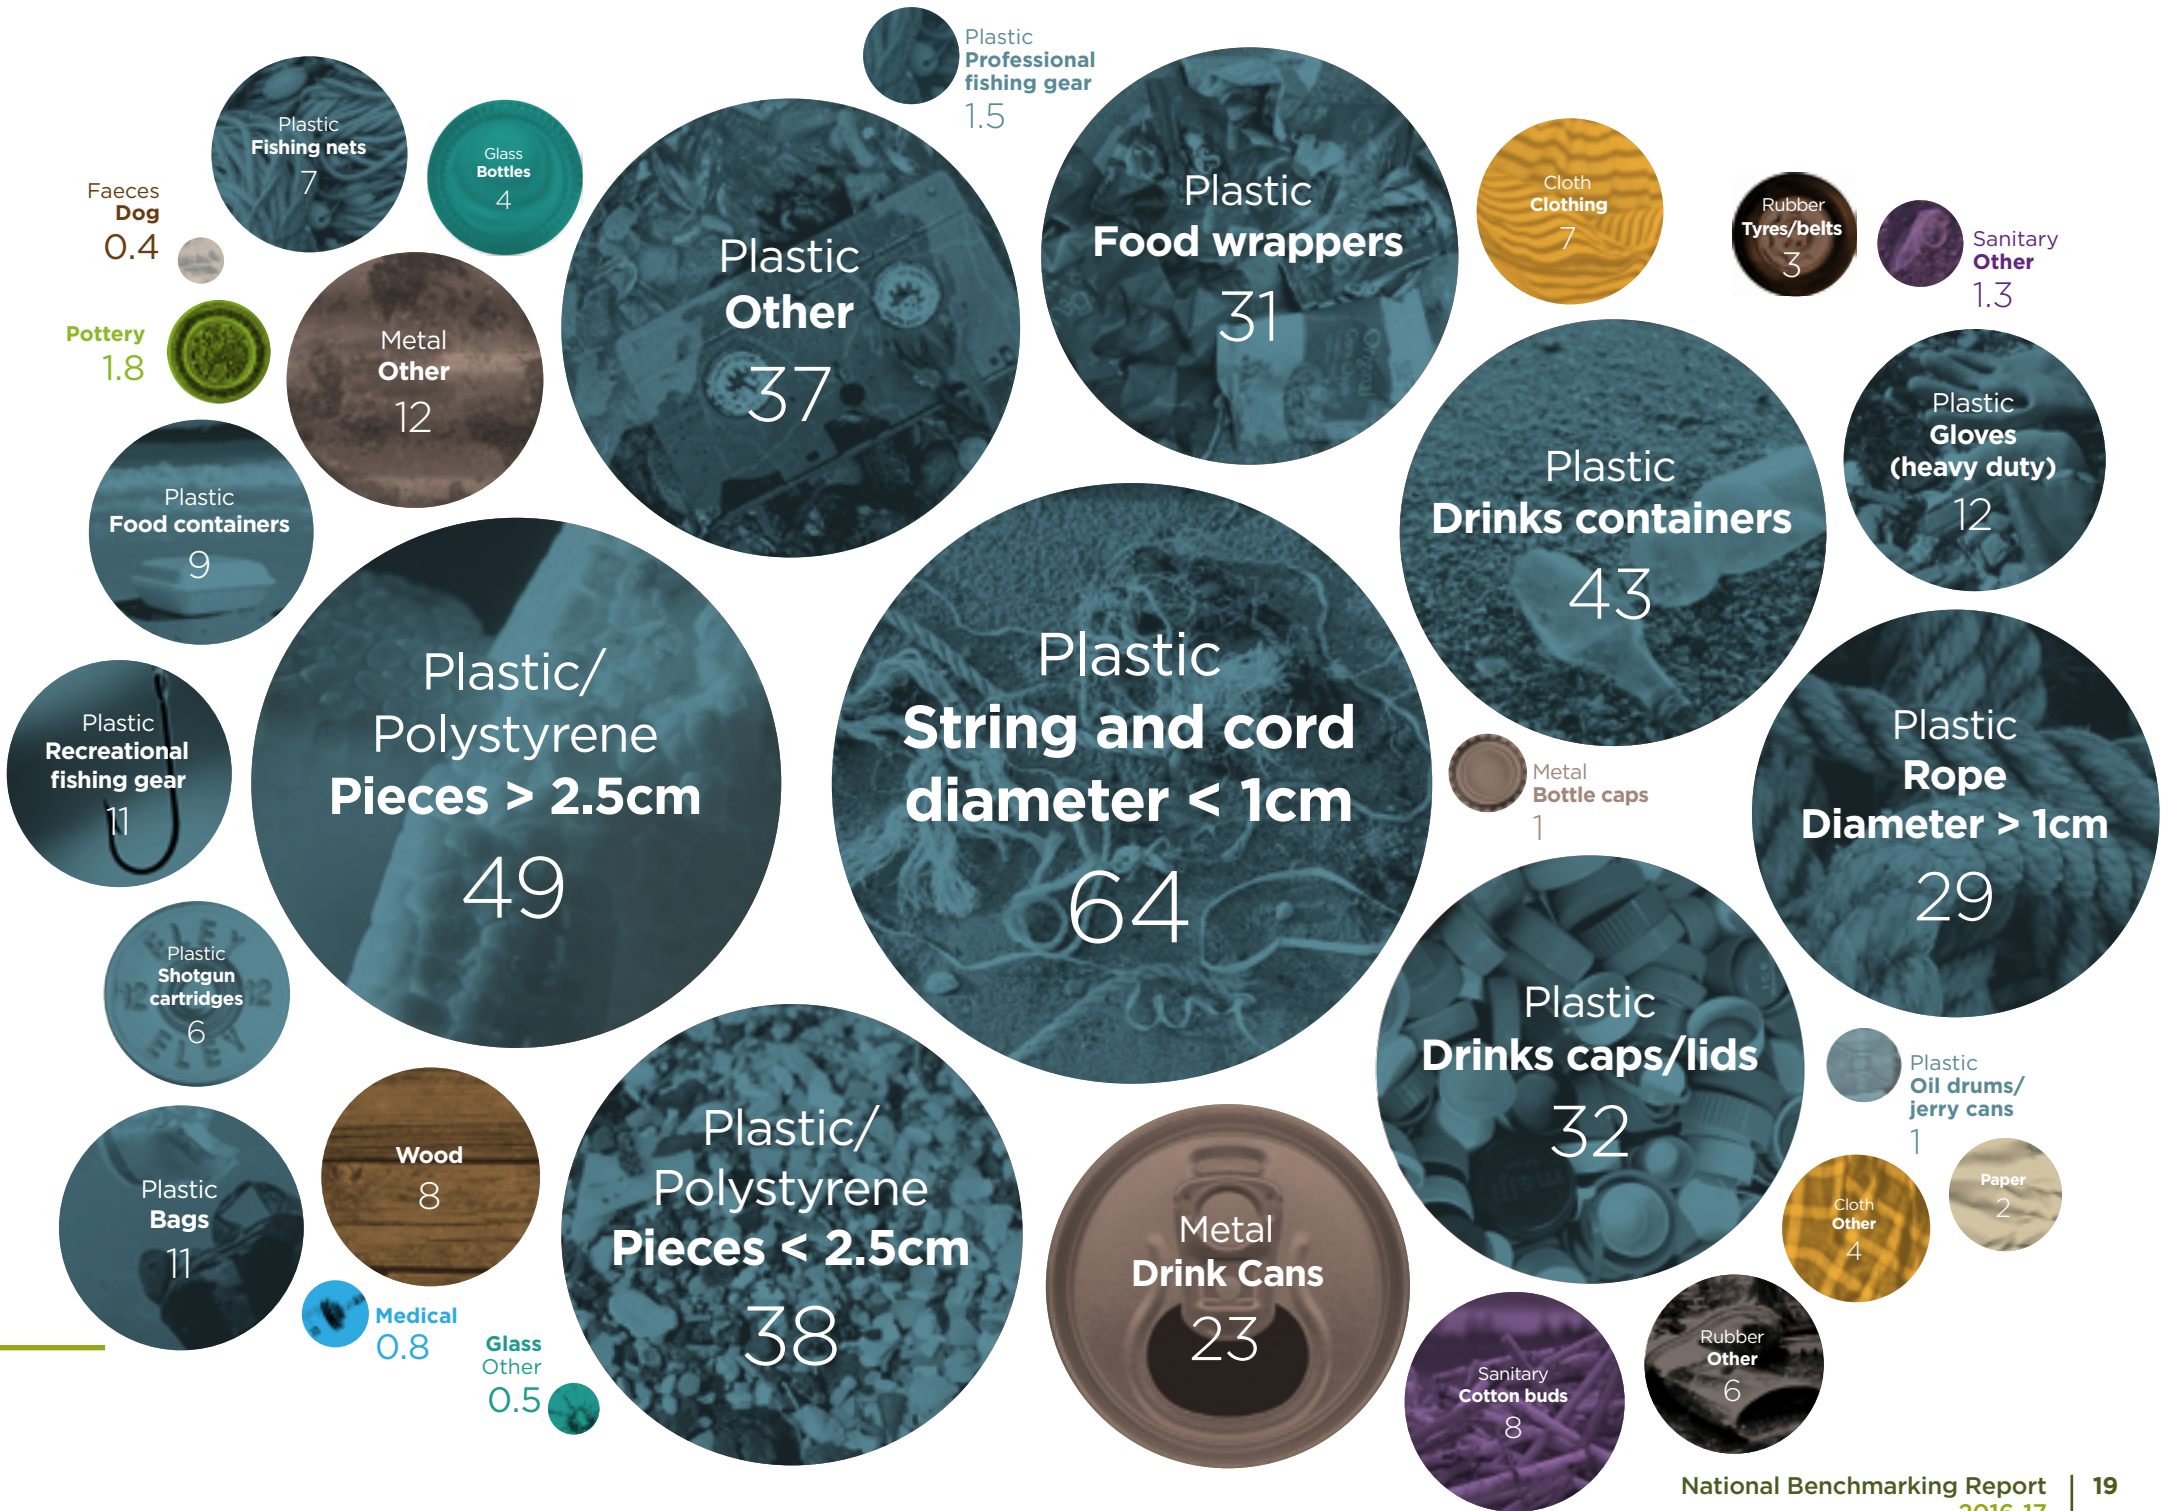 Plastic
Professional
fishing gear
1.5
Plastic
Fishing nets
7
Glass
Bottles
4
Faeces
Dog
0.4
Pottery
1.8
Metal
Other
12
Plastic
Other
37
Plastic
Food wrappers
31
Cloth
Clothing
7
Rubber
Tyres/belts
3
Sanitary
Other
1.3
Plastic
Food containers
9
Plastic
Drinks containers
43
Plastic
Gloves
(heavy duty)
12
Plastic
Recreational
fishing gear
11
Plastic/
Polystyrene
Pieces > 2.5cm
49
Plastic
String and cord
diameter < 1cm
64
Metal
Bottle caps
1
Plastic
Rope
Diameter > 1cm
29
Plastic
Shotgun
cartridges
6
ELEY
12 12
ELEY
Plastic
Drinks caps/lids
32
Plastic
Oil drums/
jerry cans
1
Plastic
Bags
11
Wood
8
Medical
0.8
Glass
Other
0.5
Plastic/
Polystyrene
Pieces < 2.5cm
38
Metal
Drink Cans
23
Cloth
Other
4
Paper
2
Sanitary
Cotton buds
8
Rubber
Other
6
National Benchmarking Report
2016-17
19